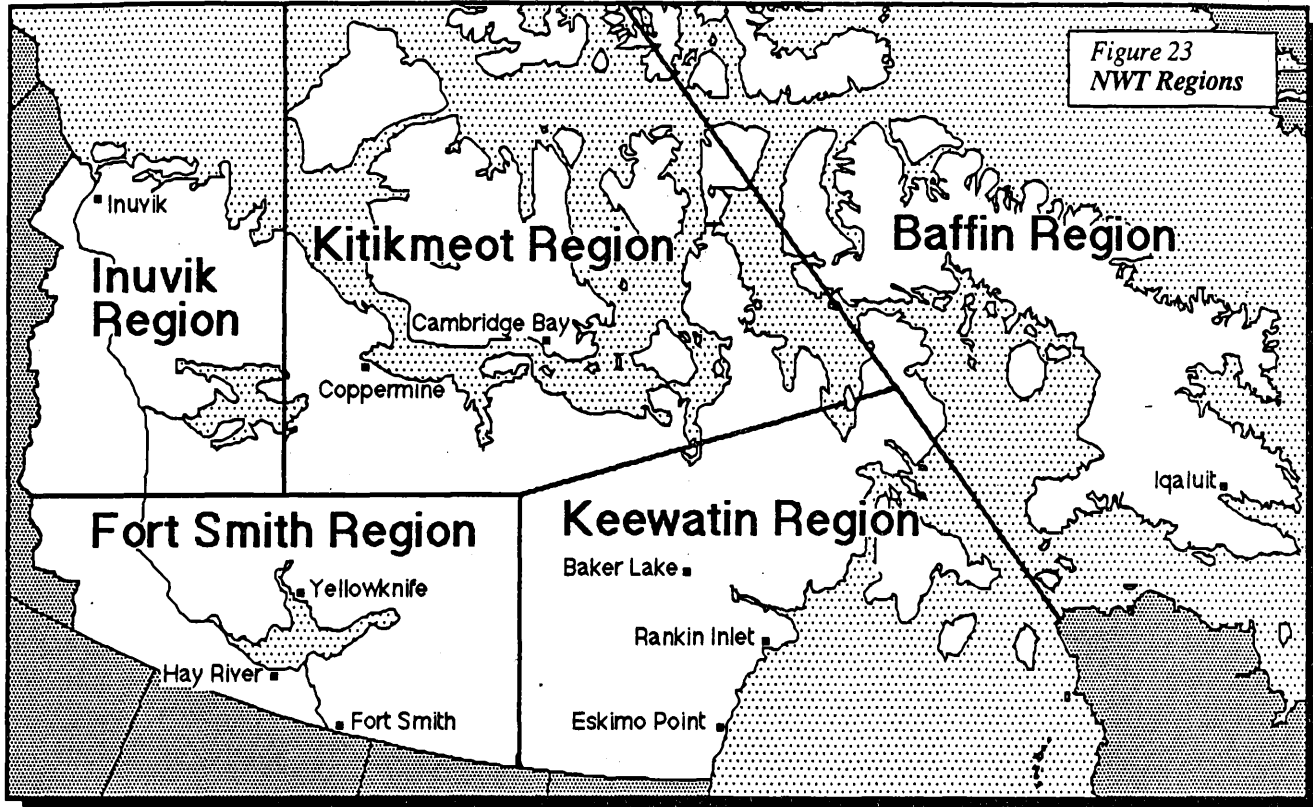 Figure 23
NWT Regions
Inuvik
Kitikmeot Region
Baffin Region
Inuvik
Region
Cambridge Bay
Coppermine
Iqaluit
Fort Smith Region
Keewatin Region
Baker Lake
Yellowknife
Rankin Inlet
Hay River
Fort Smith
Eskimo Point